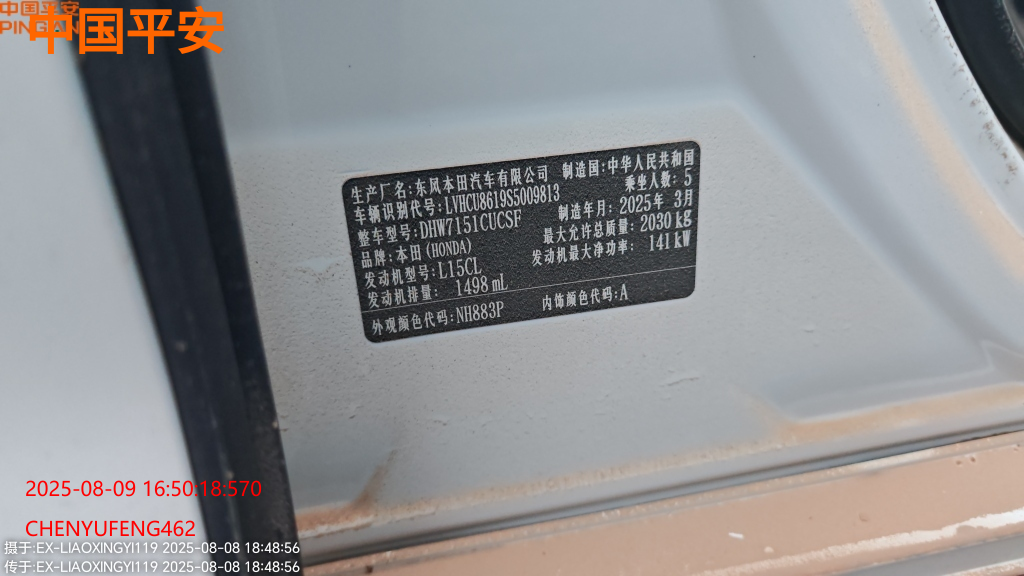 中国平安
PINGAN
中国平安
生产厂名:东风本田汽车有限公司 制造国:中华人民共和国
车辆识别代号:LVHCU8619S5009813 乘坐人数:5
整车型号:DHW7151CUCSF 制造年月:2025年 3月
品牌:本田(HONDA) 最大允许总质量:2030 kg
发动机型号:L15CL 发动机最大净功率: 141 kW
发动机排量: 1498 mL
外观颜色代码:NH883P 内饰颜色代码:A
2025-08-09 16:50:18:570
CHENYUFENG462
摄于:EX-LIAOXINGYI119 2025-08-08 18:48:56
传于:EX-LIAOXINGYI119 2025-08-08 18:48:56